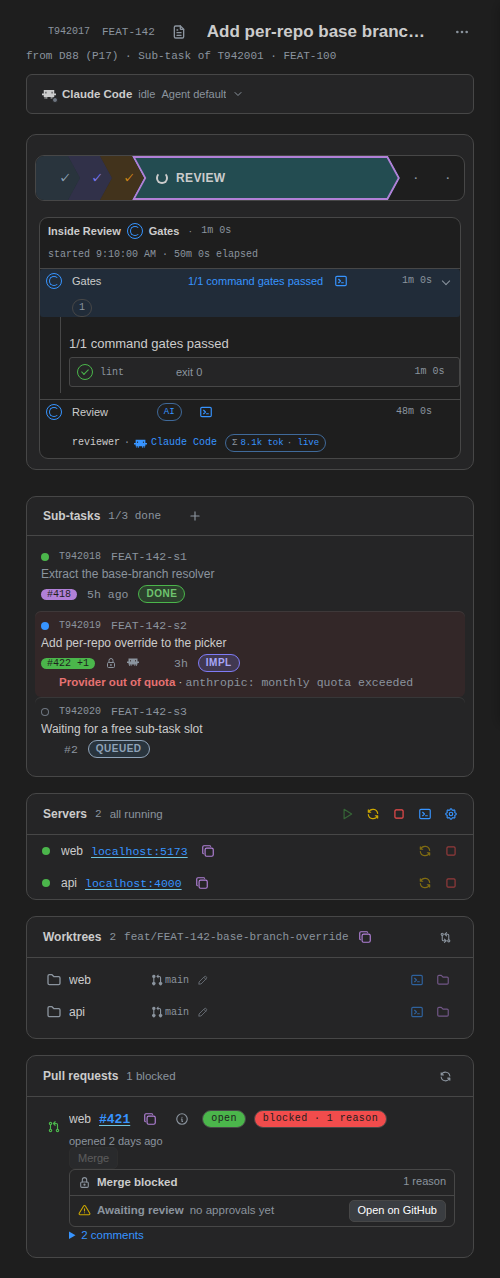 T942017 FEAT-142 Add per-repo base branc…
from D88 (P17) · Sub-task of T942001 · FEAT-100
Claude Code idle Agent default
REVIEW
Inside Review Gates · 1m 0s
started 9:10:00 AM · 50m 0s elapsed
Gates 1/1 command gates passed 1m 0s
1
1/1 command gates passed
lint exit 0 1m 0s
Review AI 48m 0s
reviewer · Claude Code Σ 8.1k tok · live
Sub-tasks 1/3 done
T942018 FEAT-142-s1
Extract the base-branch resolver
#418 5h ago DONE
T942019 FEAT-142-s2
Add per-repo override to the picker
#422 +1 3h IMPL
Provider out of quota · anthropic: monthly quota exceeded
T942020 FEAT-142-s3
Waiting for a free sub-task slot
#2 QUEUED
Servers 2 all running
web localhost:5173
api localhost:4000
Worktrees 2 feat/FEAT-142-base-branch-override
web main
api main
Pull requests 1 blocked
web #421 open blocked · 1 reason
opened 2 days ago
Merge
Merge blocked 1 reason
Awaiting review no approvals yet Open on GitHub
2 comments